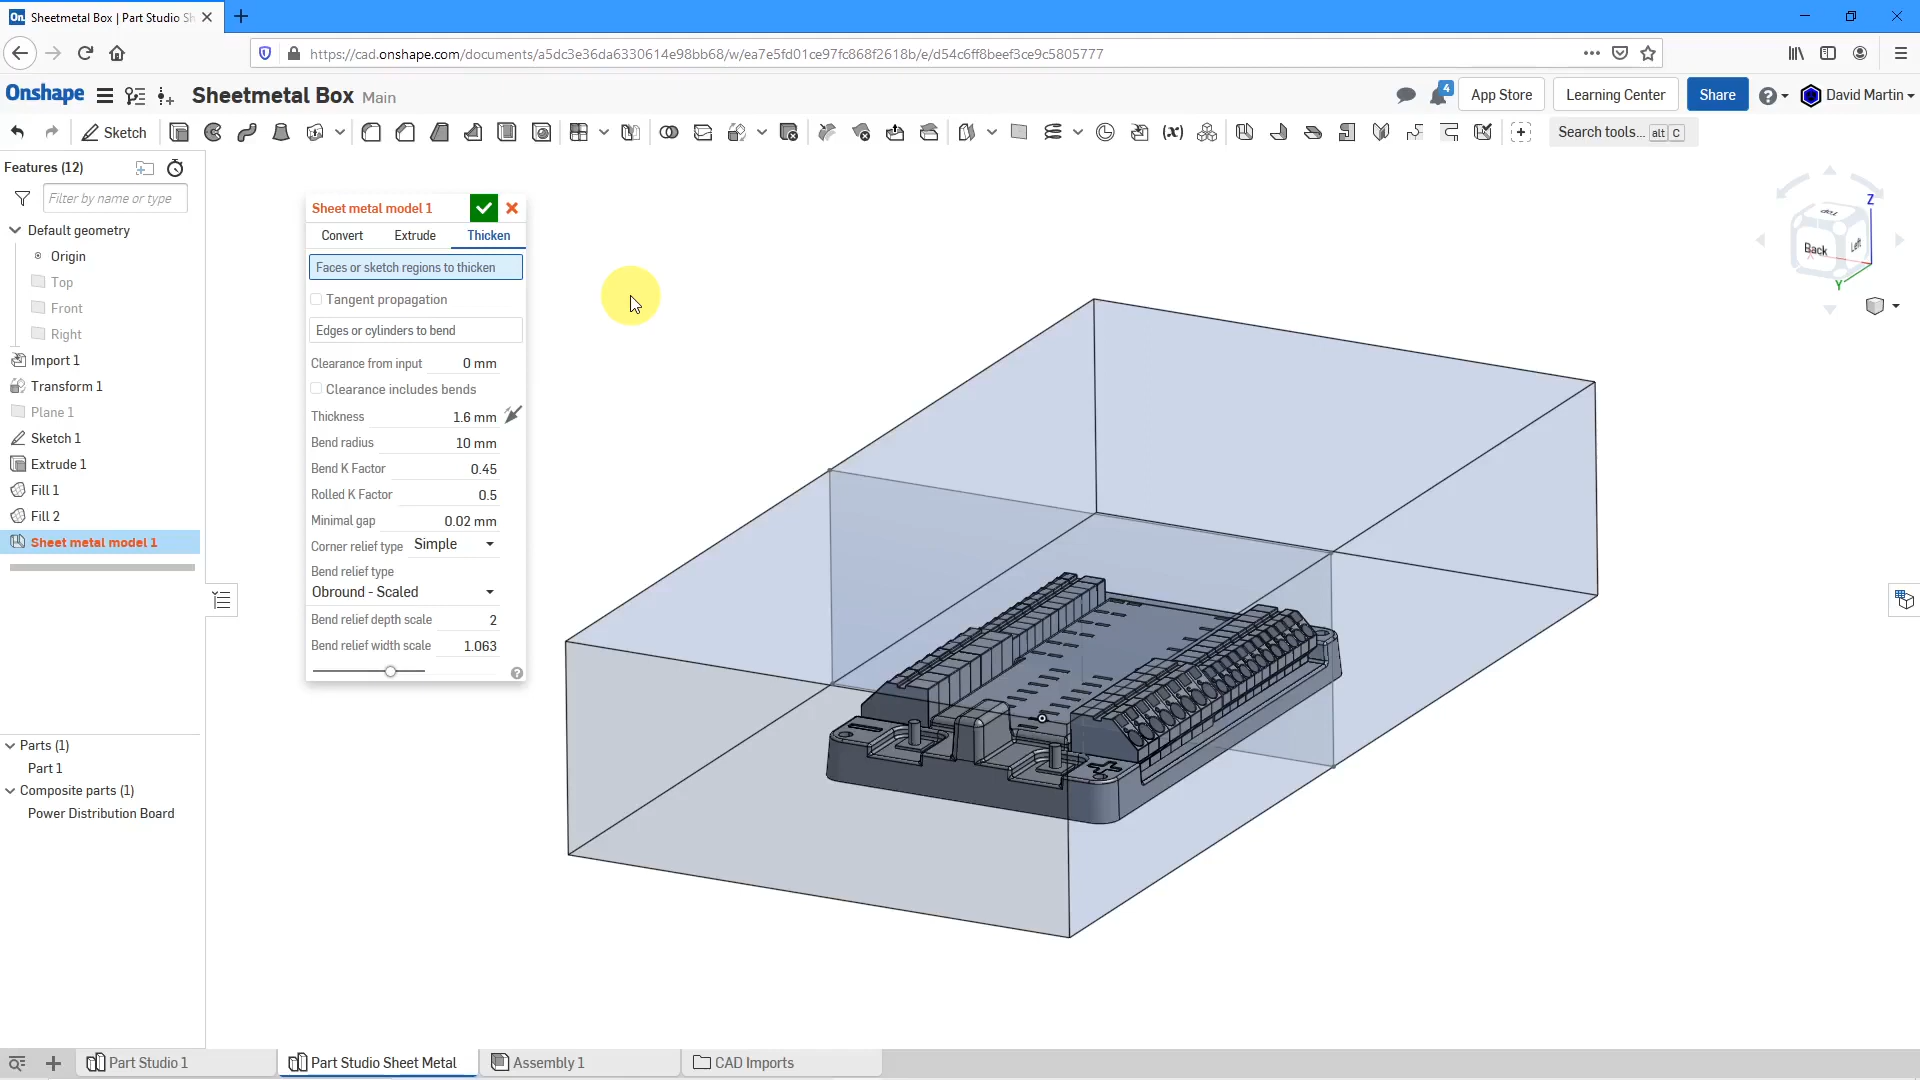 Sheetmetal Box | Part Studio Sh
https://cad.onshape.com/documents/a5dc3e36da6330614e98bb68/w/ea7e5fd01ce97fc868f2618b/e/d54c6ff8beef3ce9c5805777
Onshape
Sheetmetal Box Main
4
App Store
Learning Center
Share
David Martin
Sketch
Search tools... alt C
Features (12)
Filter by name or type
Default geometry
Origin
Top
Front
Right
Import 1
Transform 1
Plane 1
Sketch 1
Extrude 1
Fill 1
Fill 2
Sheet metal model 1
Parts (1)
Part 1
Composite parts (1)
Power Distribution Board
Sheet metal model 1
Convert Extrude Thicken
Faces or sketch regions to thicken
Tangent propagation
Edges or cylinders to bend
Clearance from input 0 mm
Clearance includes bends
Thickness 1.6 mm
Bend radius 10 mm
Bend K Factor 0.45
Rolled K Factor 0.5
Minimal gap 0.02 mm
Corner relief type Simple
Bend relief type
Obround - Scaled
Bend relief depth scale 2
Bend relief width scale 1.063
Z
Top
Back
Left
X
Y
Part Studio 1
Part Studio Sheet Metal
Assembly 1
CAD Imports